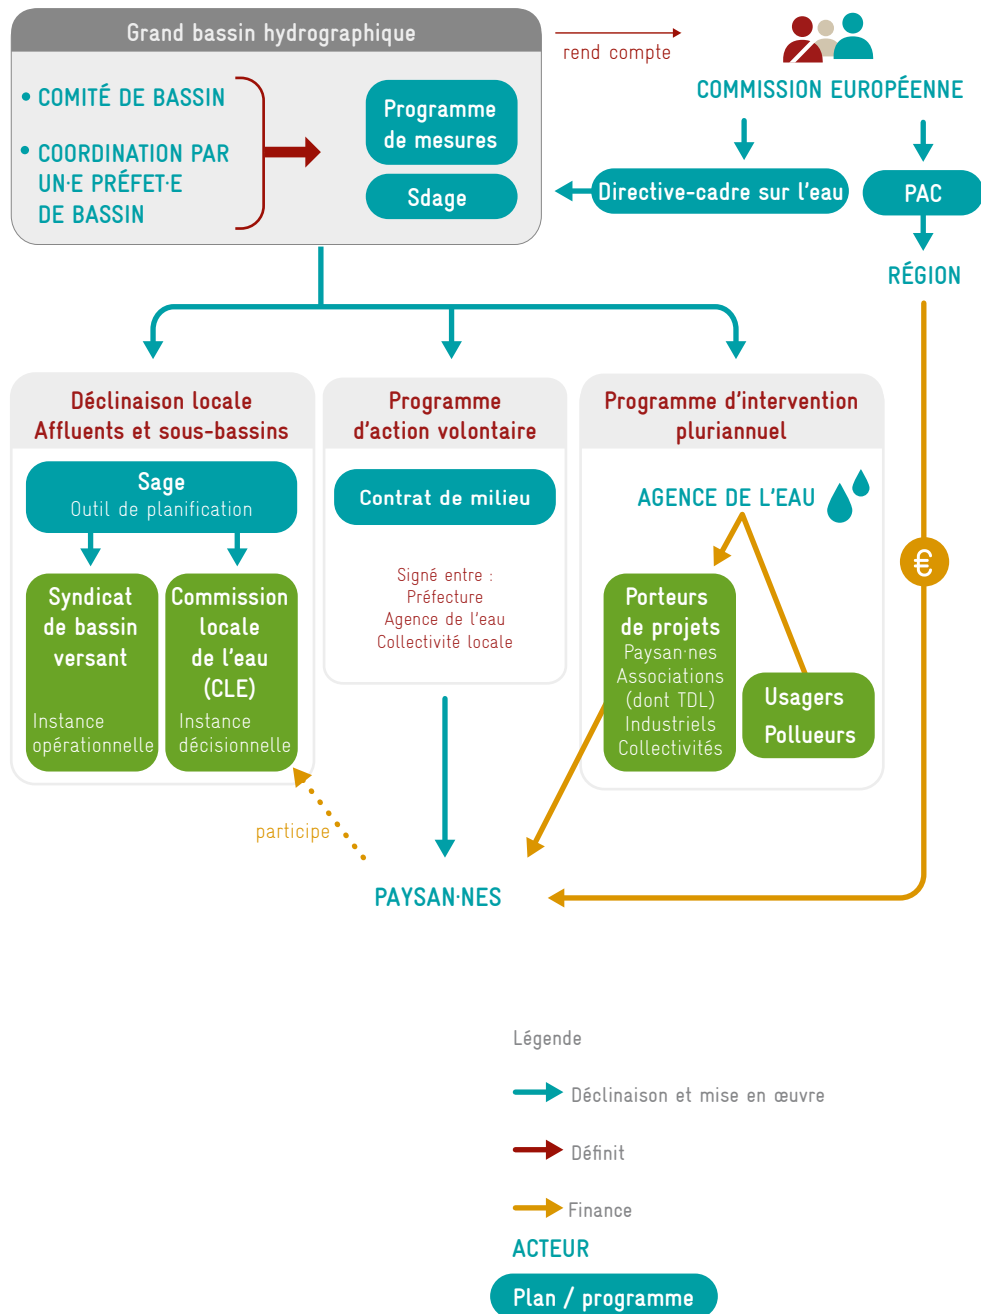 Grand bassin hydrographique
• COMITÉ DE BASSIN
• COORDINATION PAR
UN·E PRÉFET·E
DE BASSIN
Programme
de mesures
Sdage
rend compte
COMMISSION EUROPÉENNE
Directive-cadre sur l'eau
PAC
RÉGION
Déclinaison locale
Affluents et sous-bassins
Sage
Outil de planification
Syndicat
de bassin
versant
Instance
opérationnelle
Commission
locale
de l'eau
(CLE)
Instance
décisionnelle
Programme
d'action volontaire
Contrat de milieu
Signé entre :
Préfecture
Agence de l'eau
Collectivité locale
Programme d'intervention
pluriannuel
AGENCE DE L'EAU
Porteurs
de projets
Paysan·nes
Associations
(dont TDL)
Industriels
Collectivités
Usagers
Pollueurs
€
participe
PAYSAN·NES
Légende
Déclinaison et mise en œuvre
Définit
Finance
ACTEUR
Plan / programme